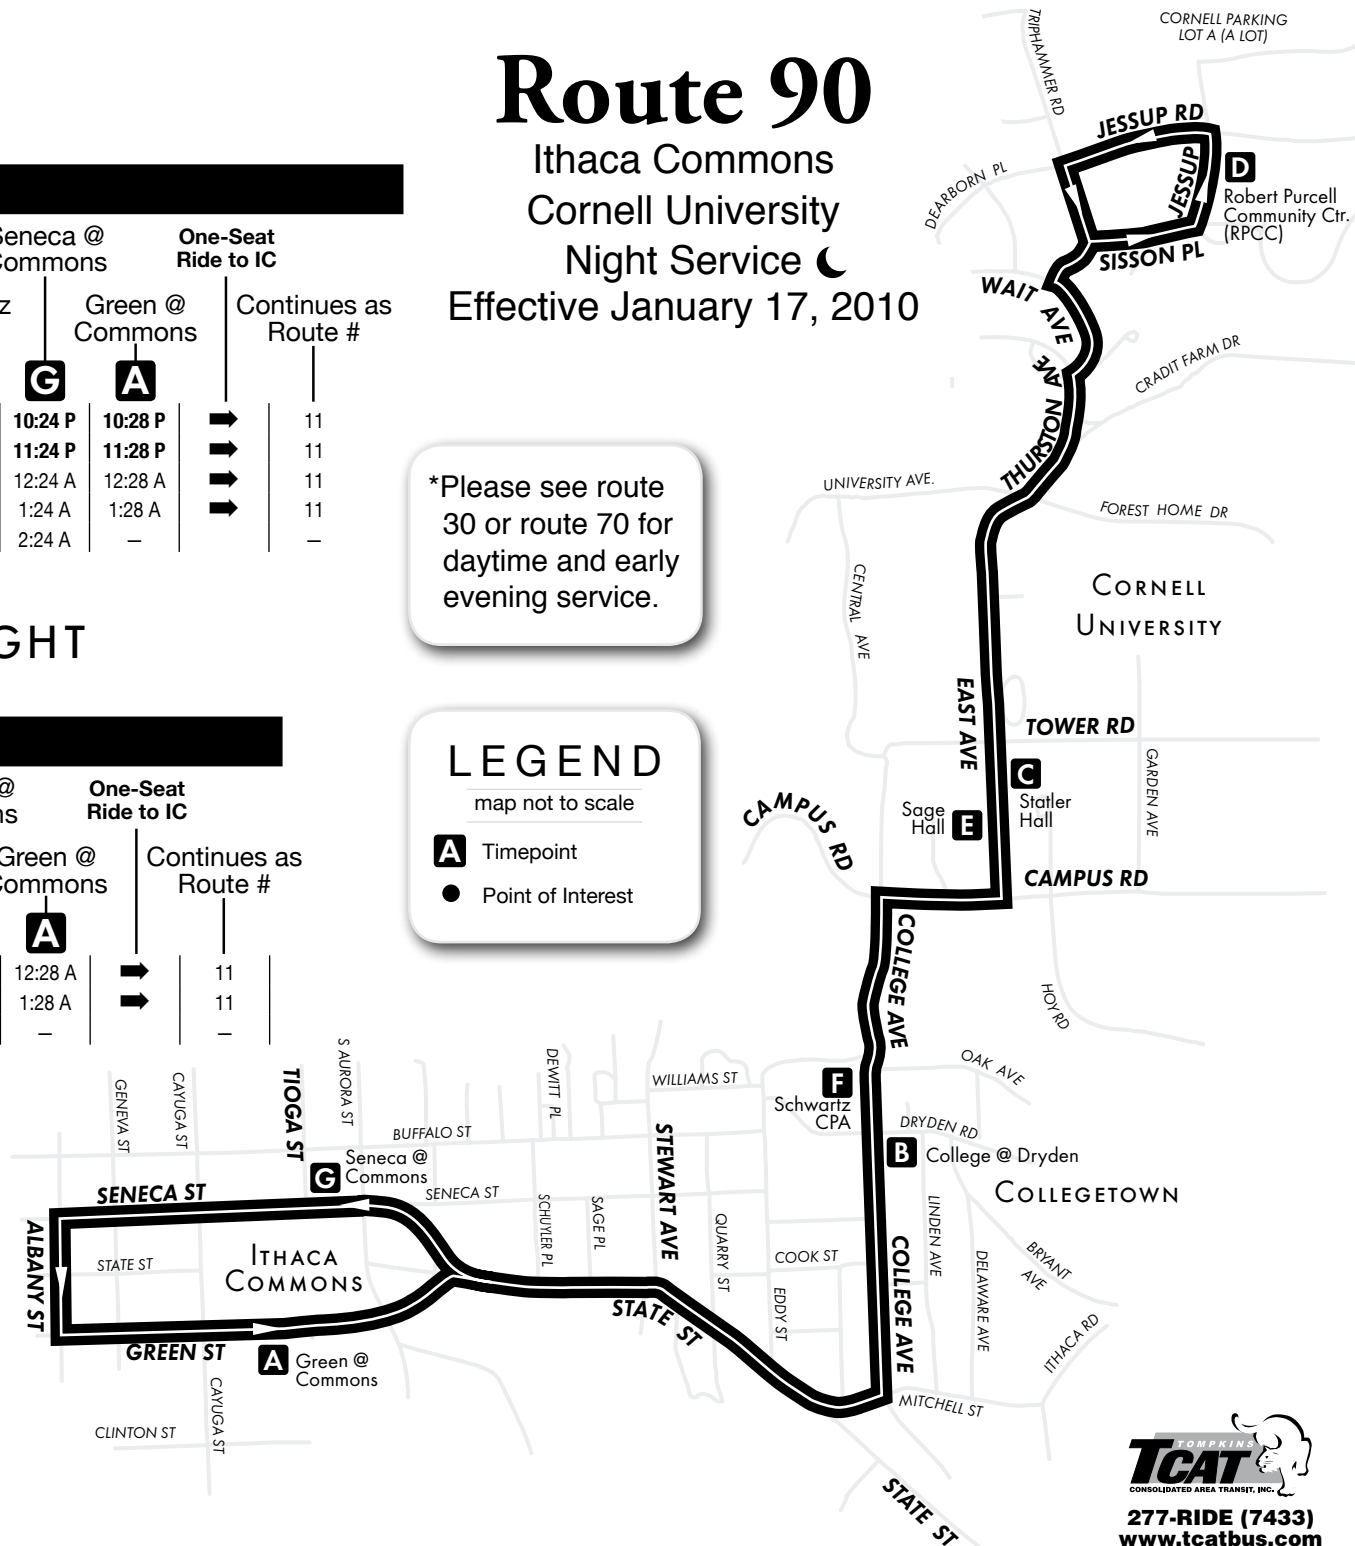 Route 90
Ithaca Commons
Cornell University
Night Service
Effective January 17, 2010
Seneca @
Commons
One-Seat
Ride to IC
Green @
Commons
Continues as
Route #
G
A
10:24 P 10:28 P 11
11:24 P 11:28 P 11
12:24 A 12:28 A 11
1:24 A 1:28 A 11
2:24 A – –
GHT
@
One-Seat
Ride to IC
Green @
Commons
Continues as
Route #
A
12:28 A 11
1:28 A 11
– –
*Please see route
30 or route 70 for
daytime and early
evening service.
LEGEND
map not to scale
A Timepoint
Point of Interest
TRIPHAMMER RD
CORNELL PARKING
LOT A (A LOT)
JESSUP RD
JESSUP
DEARBORN PL
D
Robert Purcell
Community Ctr.
(RPCC)
SISSON PL
WAIT AVE
CRADIT FARM DR
THURSTON AVE
UNIVERSITY AVE.
FOREST HOME DR
CENTRAL AVE
CORNELL
UNIVERSITY
EAST AVE
TOWER RD
GARDEN AVE
C
Statler
Hall
Sage
Hall
E
CAMPUS RD
CAMPUS RD
COLLEGE AVE
HOY RD
OAK AVE
F
Schwartz
CPA
DRYDEN RD
B College @ Dryden
COLLEGETOWN
GENEVA ST
CAYUGA ST
TIOGA ST
S AURORA ST
DEWITT PL
WILLIAMS ST
BUFFALO ST
STEWART AVE
G
Seneca @
Commons
SENECA ST
SENECA ST
SCHUYLER PL
SAGE PL
QUARRY ST
LINDEN AVE
ALBANY ST
STATE ST
ITHACA
COMMONS
COOK ST
COLLEGE AVE
DELAWARE AVE
BRYANT
AVE
EDDY ST
STATE ST
ITHACA RD
GREEN ST
A
Green @
Commons
CAYUGA ST
CLINTON ST
MITCHELL ST
STATE ST
TOMPKINS
TCAT
CONSOLIDATED AREA TRANSIT, INC.
277-RIDE (7433)
www.tcatbus.com